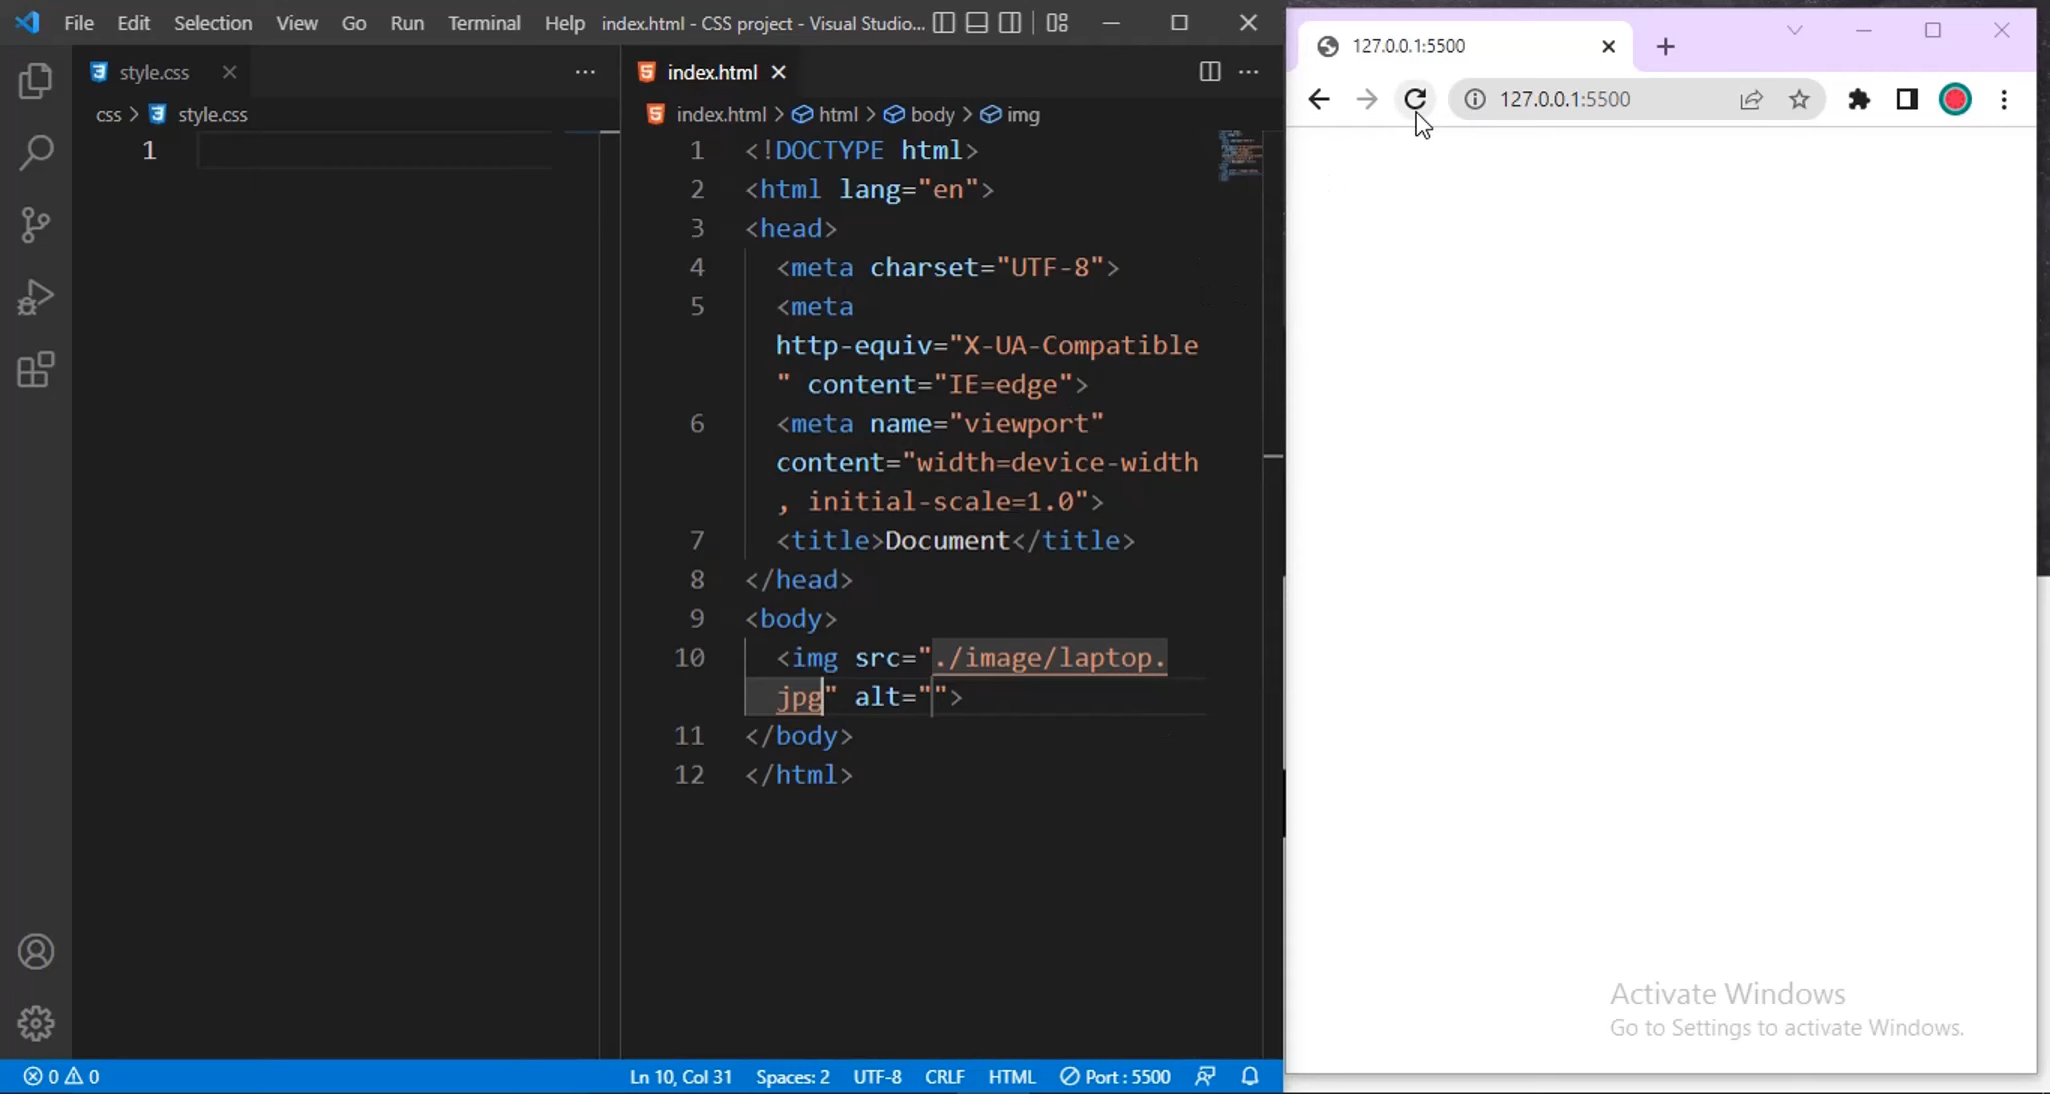 File Edit Selection View Go Run Terminal Help index.html - CSS project - Visual Studio...
style.css
index.html
css > style.css
index.html > html > body > img
1
1 <!DOCTYPE html>
2 <html lang="en">
3 <head>
4 <meta charset="UTF-8">
5 <meta
http-equiv="X-UA-Compatible
" content="IE=edge">
6 <meta name="viewport"
content="width=device-width
, initial-scale=1.0">
7 <title>Document</title>
8 </head>
9 <body>
10 <img src="./image/laptop.
jpg" alt="">
11 </body>
12 </html>
0 0 Ln 10, Col 31 Spaces: 2 UTF-8 CRLF HTML Port : 5500
127.0.0.1:5500
127.0.0.1:5500
Activate Windows
Go to Settings to activate Windows.